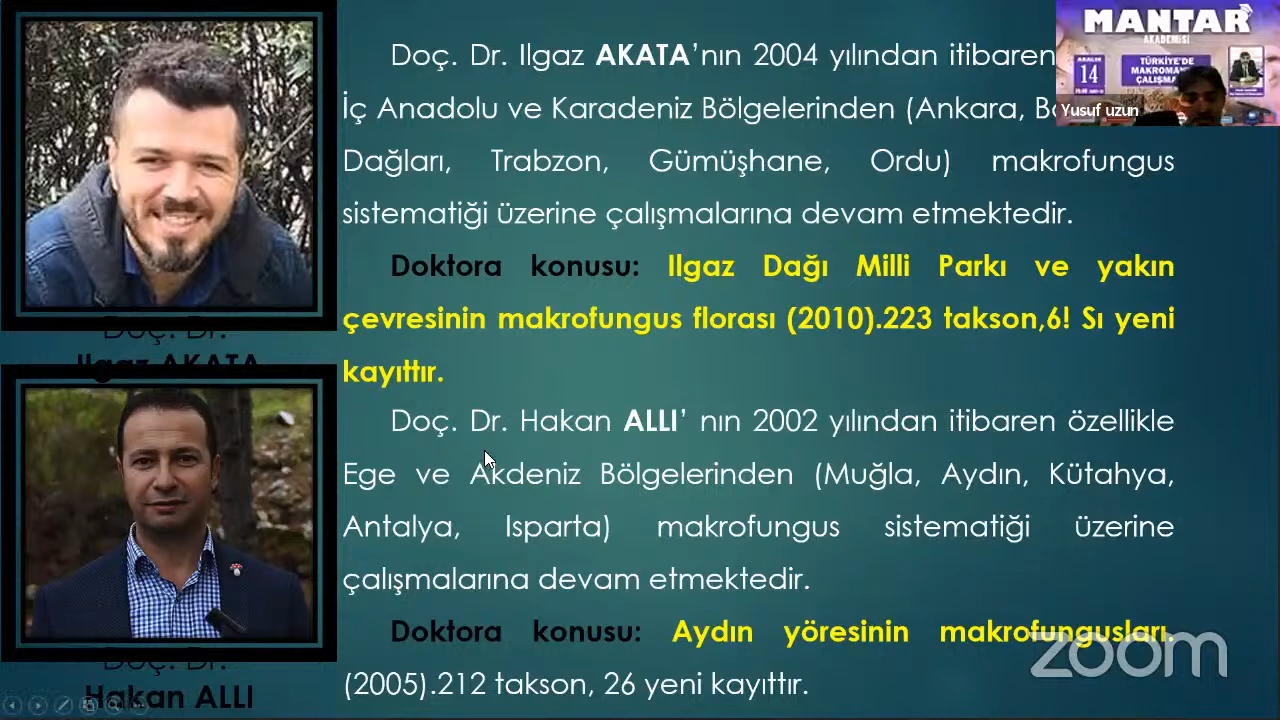 Doç. Dr. Ilgaz AKATA’nın 2004 yılından itibaren
İç Anadolu ve Karadeniz Bölgelerinden (Ankara,
Dağları, Trabzon, Gümüşhane, Ordu) makrofungus
sistematiği üzerine çalışmalarına devam etmektedir.
Doktora konusu: Ilgaz Dağı Milli Parkı ve yakın
çevresinin makrofungus florası (2010).223 takson,6! Sı yeni
kayıttır.
Doç. Dr.
Ilgaz AKATA
Doç. Dr. Hakan ALLI’ nın 2002 yılından itibaren özellikle
Ege ve Akdeniz Bölgelerinden (Muğla, Aydın, Kütahya,
Antalya, Isparta) makrofungus sistematiği üzerine
çalışmalarına devam etmektedir.
Doktora konusu: Aydın yöresinin makrofungusları.
(2005).212 takson, 26 yeni kayıttır.
Doç. Dr.
Hakan ALLI
MANTAR
AKADEMİSİ
ARALIK
14
TÜRKİYE'DE
Yusuf uzun
zoom